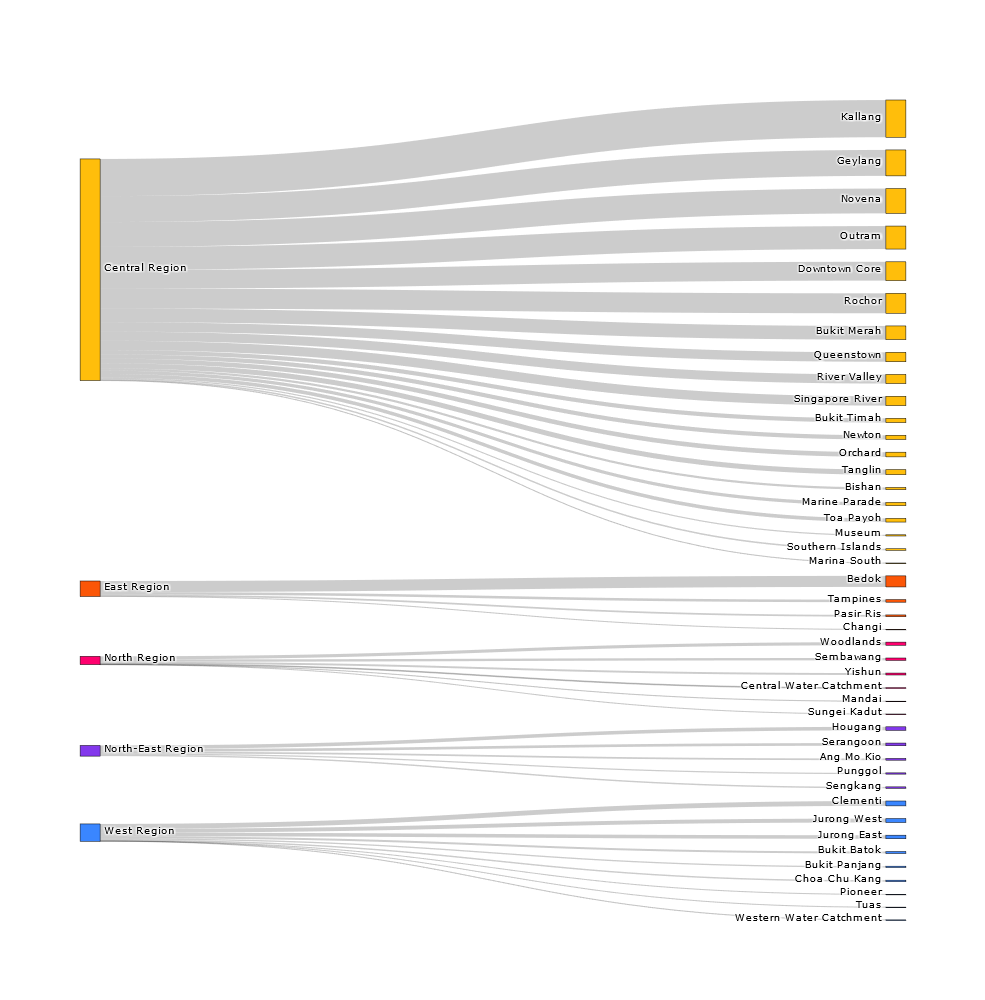 Kallang
Geylang
Novena
Outram
Downtown Core
Central Region
Rochor
Bukit Merah
Queenstown
River Valley
Singapore River
Bukit Timah
Newton
Orchard
Tanglin
Bishan
Marine Parade
Toa Payoh
Museum
Southern Islands
Marina South
Bedok
East Region
Tampines
Pasir Ris
Changi
Woodlands
North Region
Sembawang
Yishun
Central Water Catchment
Mandai
Sungei Kadut
Hougang
Serangoon
North-East Region
Ang Mo Kio
Punggol
Sengkang
Clementi
Jurong West
West Region
Jurong East
Bukit Batok
Bukit Panjang
Choa Chu Kang
Pioneer
Tuas
Western Water Catchment